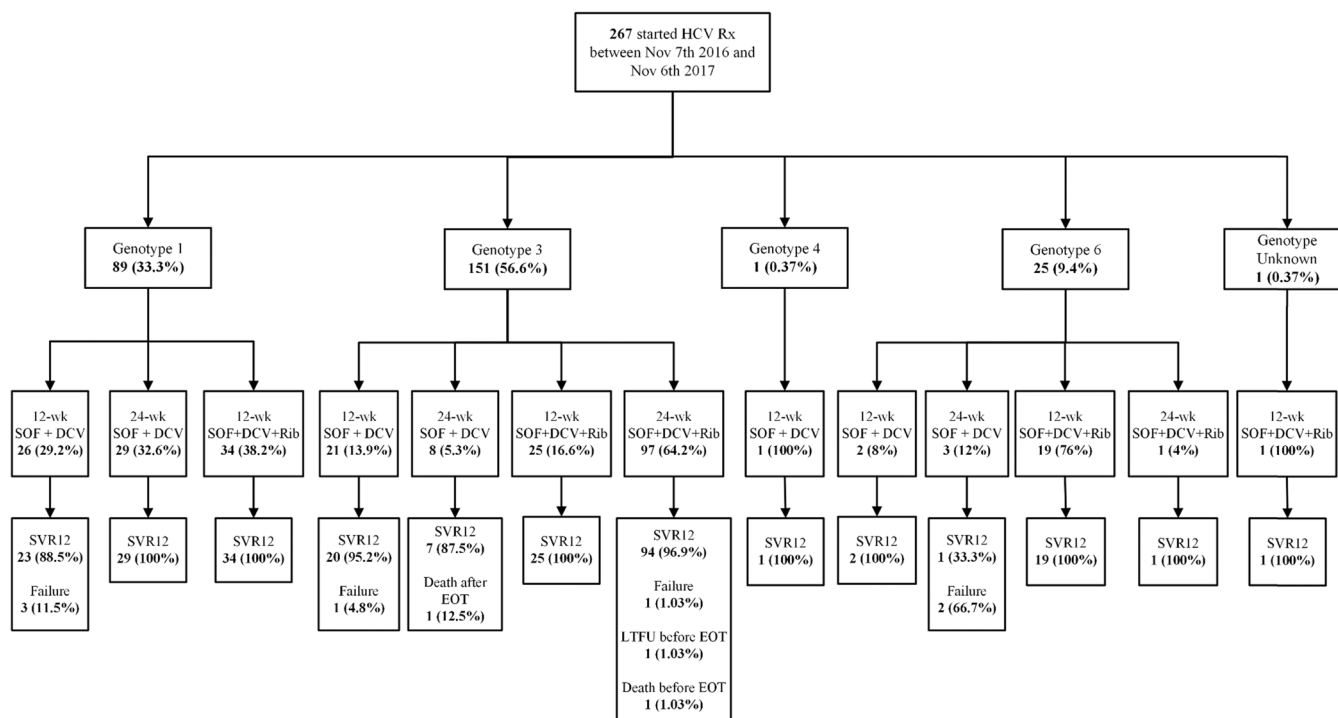 267 started HCV Rx
between Nov 7th 2016 and
Nov 6th 2017
Genotype 1
89 (33.3%)
Genotype 3
151 (56.6%)
Genotype 4
1 (0.37%)
Genotype 6
25 (9.4%)
Genotype
Unknown
1 (0.37%)
12-wk
SOF + DCV
26 (29.2%)
24-wk
SOF + DCV
29 (32.6%)
12-wk
SOF+DCV+Rib
34 (38.2%)
12-wk
SOF + DCV
21 (13.9%)
24-wk
SOF + DCV
8 (5.3%)
12-wk
SOF+DCV+Rib
25 (16.6%)
24-wk
SOF+DCV+Rib
97 (64.2%)
12-wk
SOF + DCV
1 (100%)
12-wk
SOF + DCV
2 (8%)
24-wk
SOF + DCV
3 (12%)
12-wk
SOF+DCV+Rib
19 (76%)
24-wk
SOF+DCV+Rib
1 (4%)
12-wk
SOF+DCV+Rib
1 (100%)
SVR12
23 (88.5%)
Failure
3 (11.5%)
SVR12
29 (100%)
SVR12
34 (100%)
SVR12
20 (95.2%)
Failure
1 (4.8%)
SVR12
7 (87.5%)
Death after
EOT
1 (12.5%)
SVR12
25 (100%)
SVR12
94 (96.9%)
Failure
1 (1.03%)
LTFU before EOT
1 (1.03%)
Death before EOT
1 (1.03%)
SVR12
1 (100%)
SVR12
2 (100%)
SVR12
1 (33.3%)
Failure
2 (66.7%)
SVR12
19 (100%)
SVR12
1 (100%)
SVR12
1 (100%)